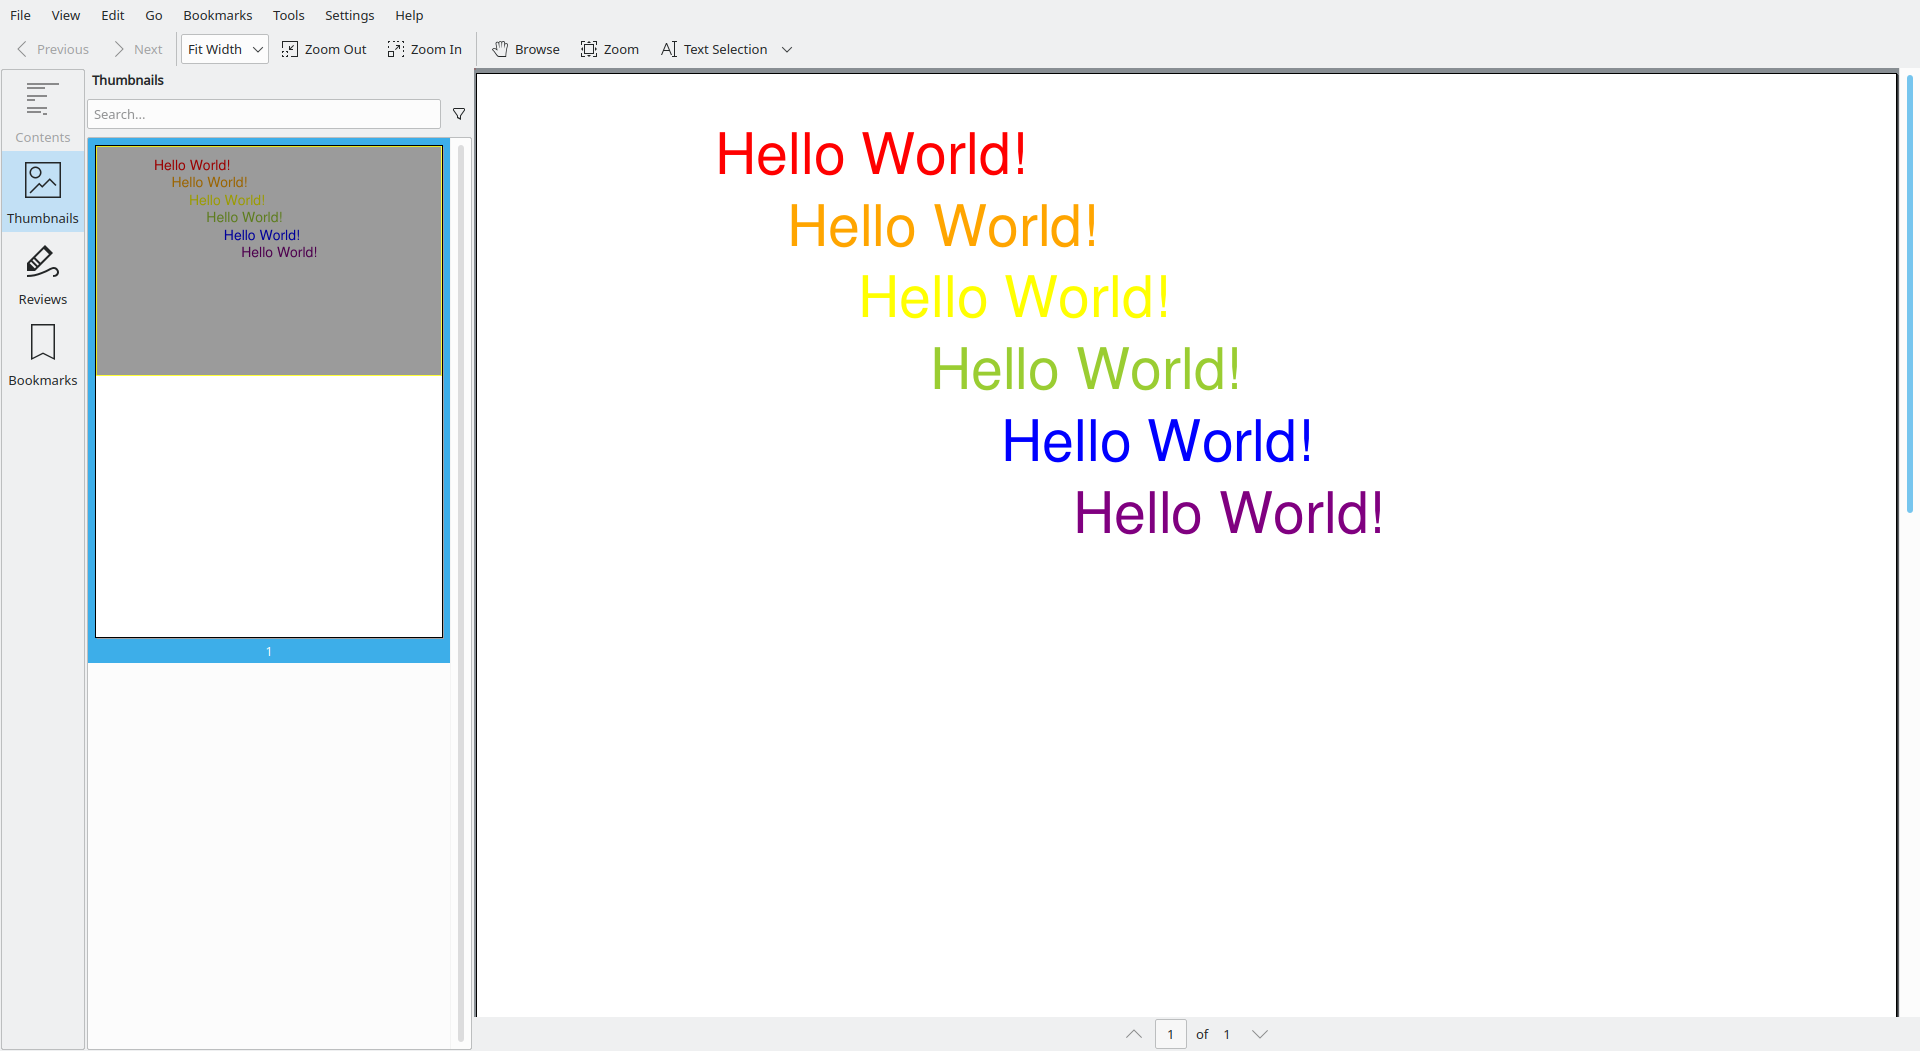 File View Edit Go Bookmarks Tools Settings Help
Previous Next Fit Width Zoom Out Zoom In Browse Zoom Text Selection
Contents
Thumbnails
Reviews
Bookmarks
Thumbnails
Search...
Hello World!
Hello World!
Hello World!
Hello World!
Hello World!
Hello World!
1
Hello World!
Hello World!
Hello World!
Hello World!
Hello World!
Hello World!
1 of 1